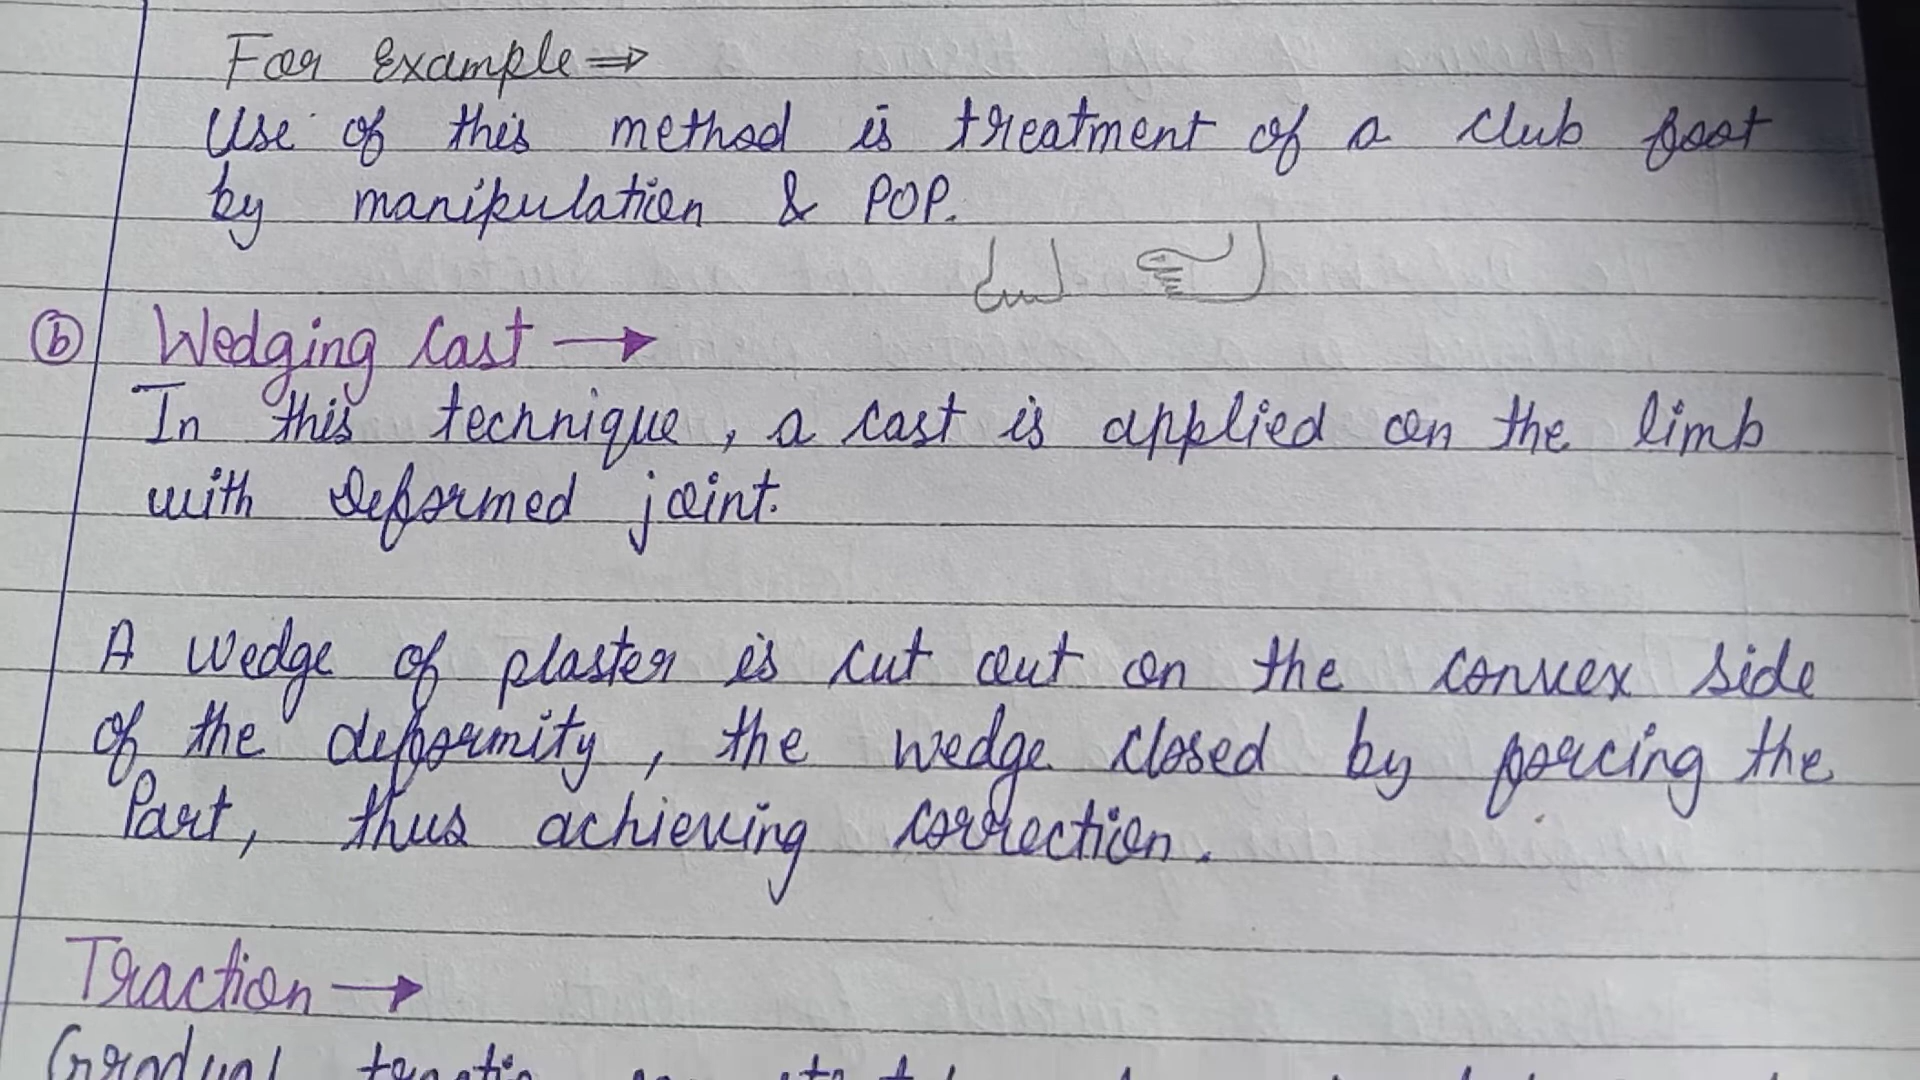 For Example ⇒
Use of this method is treatment of a club foot
by manipulation & POP.
ⓑ Wedging Cast →
In this technique, a cast is applied on the limb
with deformed joint.
A wedge of plaster is cut out on the convex side
of the deformity, the wedge closed by forcing the
Part, thus achieving correction.
Traction →
Gradual